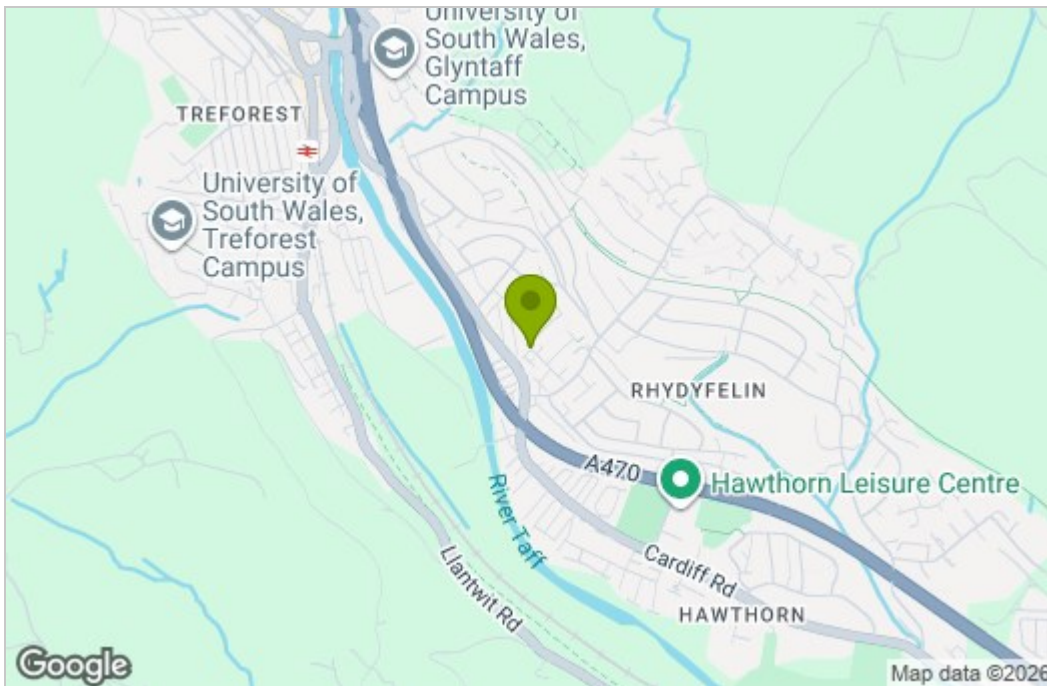 University of
South Wales,
Glyntaff
Campus
TREFOREST
University of
South Wales,
Treforest
Campus
RHYDYFELIN
A470
Hawthorn Leisure Centre
River Taff
Llantwit Rd
Cardiff Rd
HAWTHORN
Google
Map data ©2026